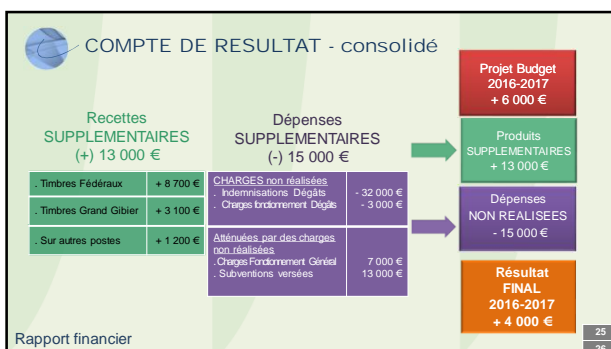 COMPTE DE RESULTAT - consolidé
Recettes
SUPPLEMENTAIRES
(+) 13 000 €
. Timbres Fédéraux + 8 700 €
. Timbres Grand Gibier + 3 100 €
. Sur autres postes + 1 200 €
Dépenses
SUPPLEMENTAIRES
(-) 15 000 €
CHARGES non réalisées
. Indemnisations Dégâts - 32 000 €
. Charges fonctionnement Dégâts - 3 000 €
Atténuées par des charges
non réalisées
. Charges Fonctionnement Général 7 000 €
. Subventions versées 13 000 €
Projet Budget
2016-2017
+ 6 000 €
Produits
SUPPLEMENTAIRES
+ 13 000 €
Dépenses
NON REALISEES
- 15 000 €
Résultat
FINAL
2016-2017
+ 4 000 €
Rapport financier
25
26